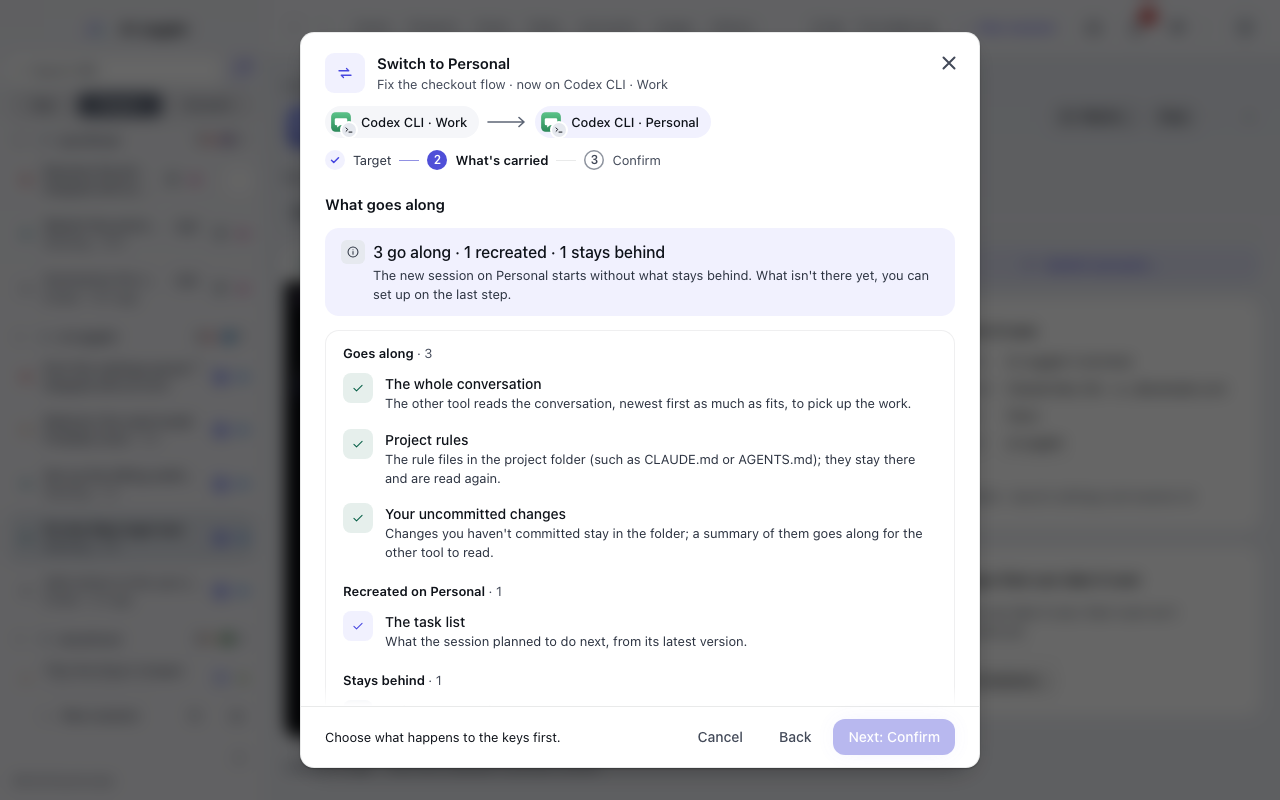 Switch to Personal
Fix the checkout flow · now on Codex CLI · Work
Codex CLI · Work
Codex CLI · Personal
Target
2
What's carried
3
Confirm
What goes along
3 go along · 1 recreated · 1 stays behind
The new session on Personal starts without what stays behind. What isn't there yet, you can
set up on the last step.
Goes along · 3
The whole conversation
The other tool reads the conversation, newest first as much as fits, to pick up the work.
Project rules
The rule files in the project folder (such as CLAUDE.md or AGENTS.md); they stay there
and are read again.
Your uncommitted changes
Changes you haven't committed stay in the folder; a summary of them goes along for the
other tool to read.
Recreated on Personal · 1
The task list
What the session planned to do next, from its latest version.
Stays behind · 1
Choose what happens to the keys first.
Cancel
Back
Next: Confirm